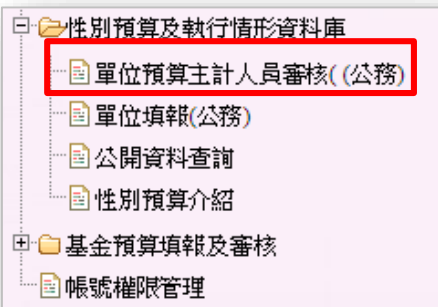 性別預算及執行情形資料庫
單位預算主計人員審核( (公務)
單位填報(公務)
公開資料查詢
性別預算介紹
基金預算填報及審核
帳號權限管理